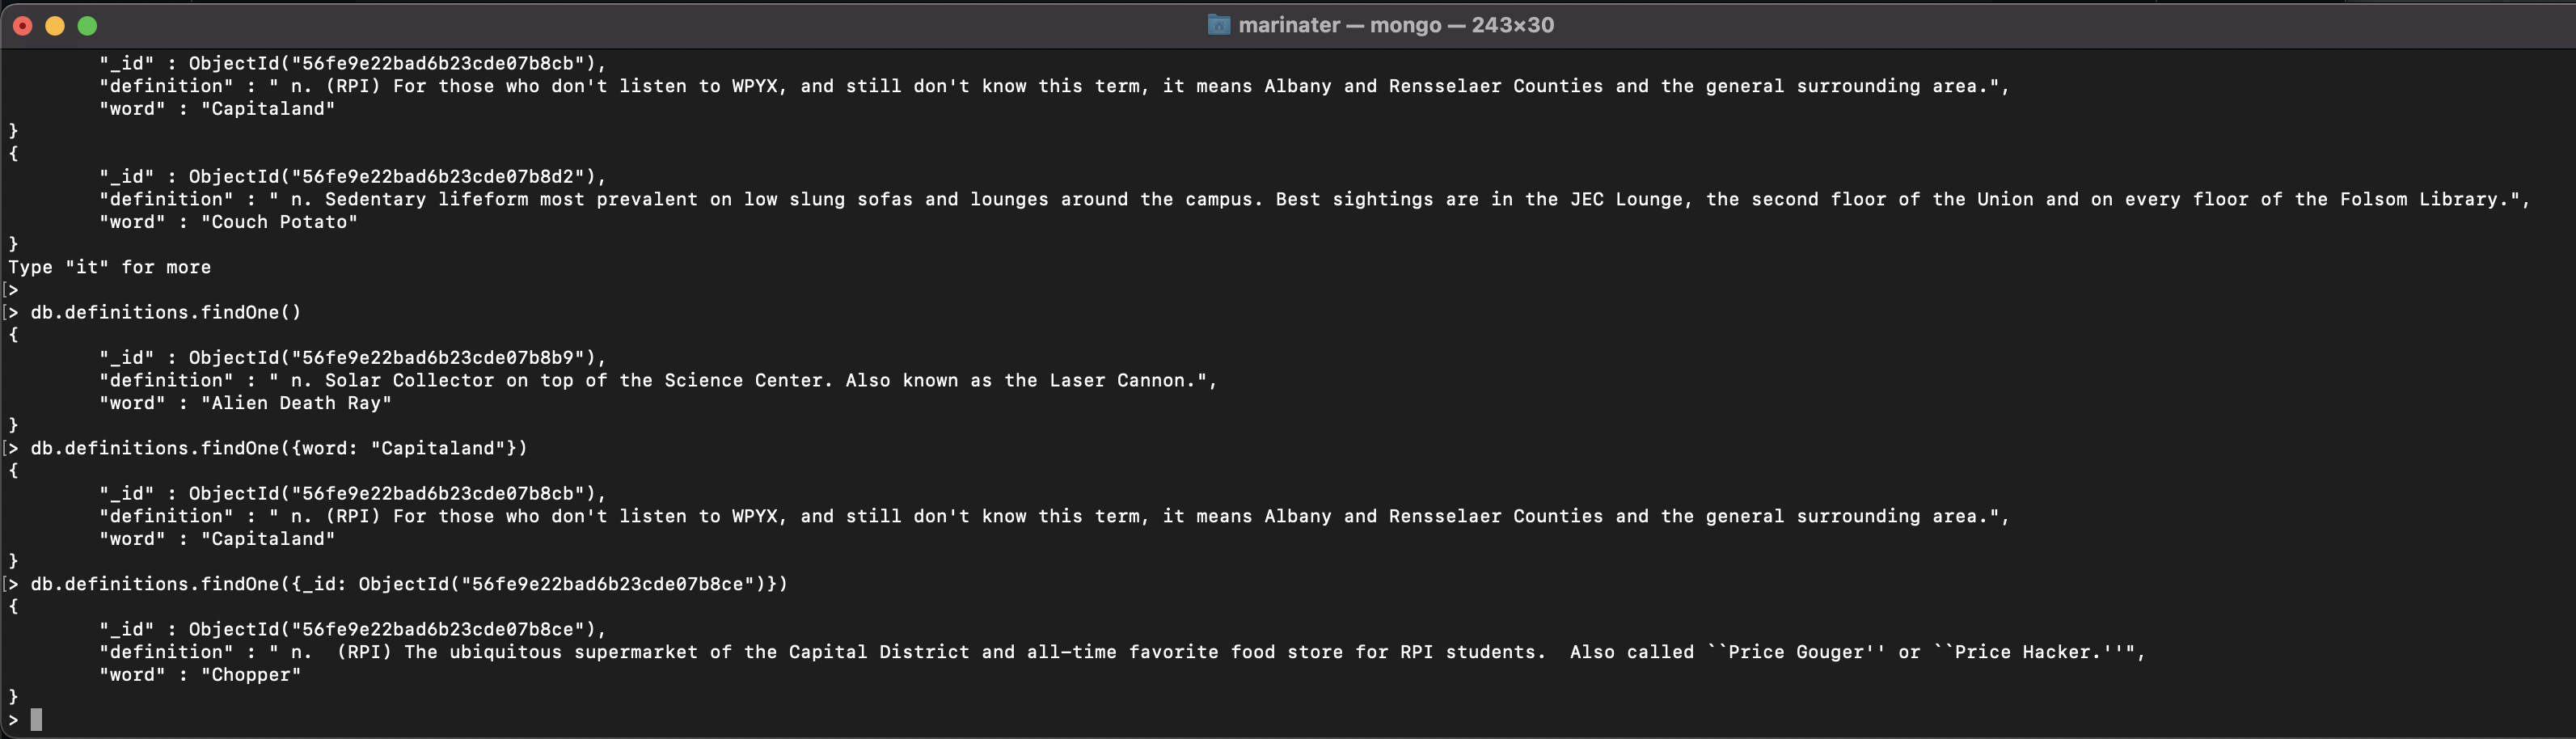 marinater — mongo — 243×30
"_id" : ObjectId("56fe9e22bad6b23cde07b8cb"),
"definition" : " n. (RPI) For those who don't listen to WPYX, and still don't know this term, it means Albany and Rensselaer Counties and the general surrounding area.",
"word" : "Capitaland"
}
{
"_id" : ObjectId("56fe9e22bad6b23cde07b8d2"),
"definition" : " n. Sedentary lifeform most prevalent on low slung sofas and lounges around the campus. Best sightings are in the JEC Lounge, the second floor of the Union and on every floor of the Folsom Library.",
"word" : "Couch Potato"
}
Type "it" for more
[>
[> db.definitions.findOne()
{
"_id" : ObjectId("56fe9e22bad6b23cde07b8b9"),
"definition" : " n. Solar Collector on top of the Science Center. Also known as the Laser Cannon.",
"word" : "Alien Death Ray"
}
[> db.definitions.findOne({word: "Capitaland"})
{
"_id" : ObjectId("56fe9e22bad6b23cde07b8cb"),
"definition" : " n. (RPI) For those who don't listen to WPYX, and still don't know this term, it means Albany and Rensselaer Counties and the general surrounding area.",
"word" : "Capitaland"
}
[> db.definitions.findOne({_id: ObjectId("56fe9e22bad6b23cde07b8ce")})
{
"_id" : ObjectId("56fe9e22bad6b23cde07b8ce"),
"definition" : " n.  (RPI) The ubiquitous supermarket of the Capital District and all-time favorite food store for RPI students.  Also called ``Price Gouger'' or ``Price Hacker.''",
"word" : "Chopper"
}
>